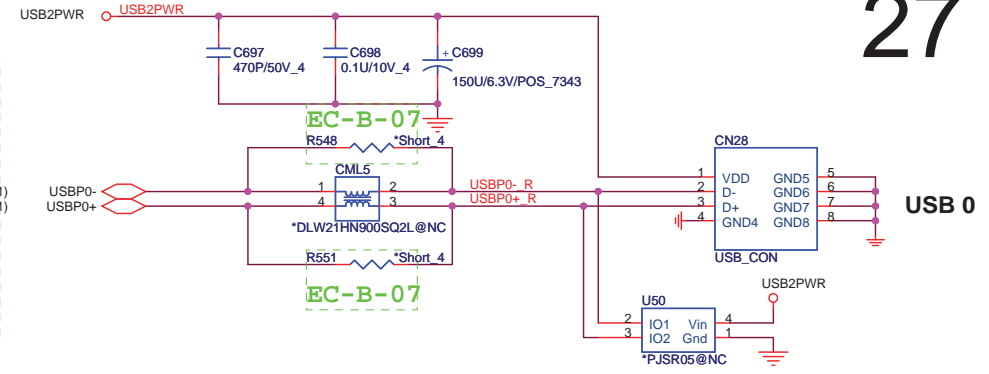 27
USB2PWR USB2PWR
C697
470P/50V_4
C698
0.1U/10V_4
+ C699
150U/6.3V/POS_7343
EC-B-07
R548 *Short_4
CML5
1 2
4 3
*DLW21HN900SQ2L@NC
USBP0-
USBP0+
USBP0-_R
USBP0+_R
R551 *Short_4
EC-B-07
CN28
1 VDD GND5 5
2 D- GND6 6
3 D+ GND7 7
4 GND4 GND8 8
USB_CON
USB 0
USB2PWR
U50
2 IO1 Vin 4
3 IO2 Gnd 1
*PJSR05@NC